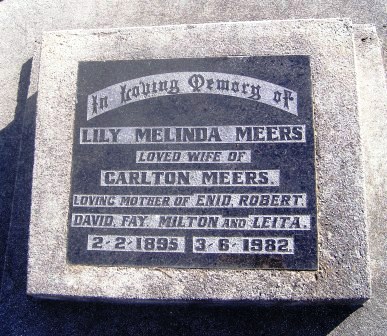 In Loving Memory of
LILY MELINDA MEERS
LOVED WIFE OF
CARLTON MEERS.
LOVING MOTHER OF ENID, ROBERT,
DAVID, FAY, MILTON AND LEITA.
2-2-1895 3-6-1982.